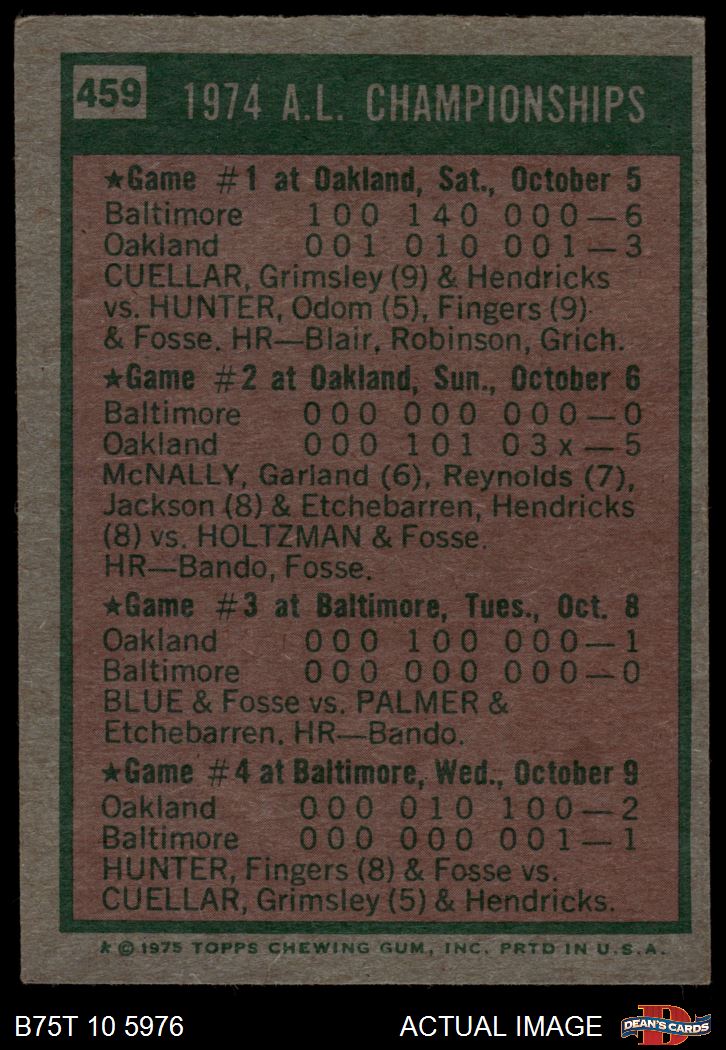 459 1974 A.L. CHAMPIONSHIPS
★Game #1 at Oakland, Sat., October 5
Baltimore 100 140 000—6
Oakland 001 010 001—3
CUELLAR, Grimsley (9) & Hendricks
vs. HUNTER, Odom (5), Fingers (9)
& Fosse. HR—Blair, Robinson, Grich.
★Game #2 at Oakland, Sun., October 6
Baltimore 000 000 000—0
Oakland 000 101 03x—5
McNALLY, Garland (6), Reynolds (7),
Jackson (8) & Etchebarren, Hendricks
(8) vs. HOLTZMAN & Fosse.
HR—Bando, Fosse.
★Game #3 at Baltimore, Tues., Oct. 8
Oakland 000 100 000—1
Baltimore 000 000 000—0
BLUE & Fosse vs. PALMER &
Etchebarren. HR—Bando.
★Game #4 at Baltimore, Wed., October 9
Oakland 000 010 100—2
Baltimore 000 000 001—1
HUNTER, Fingers (8) & Fosse vs.
CUELLAR, Grimsley (5) & Hendricks.
★ © 1975 TOPPS CHEWING GUM, INC. PRTD IN U.S.A.
B75T 10 5976 ACTUAL IMAGE DEAN'S CARDS